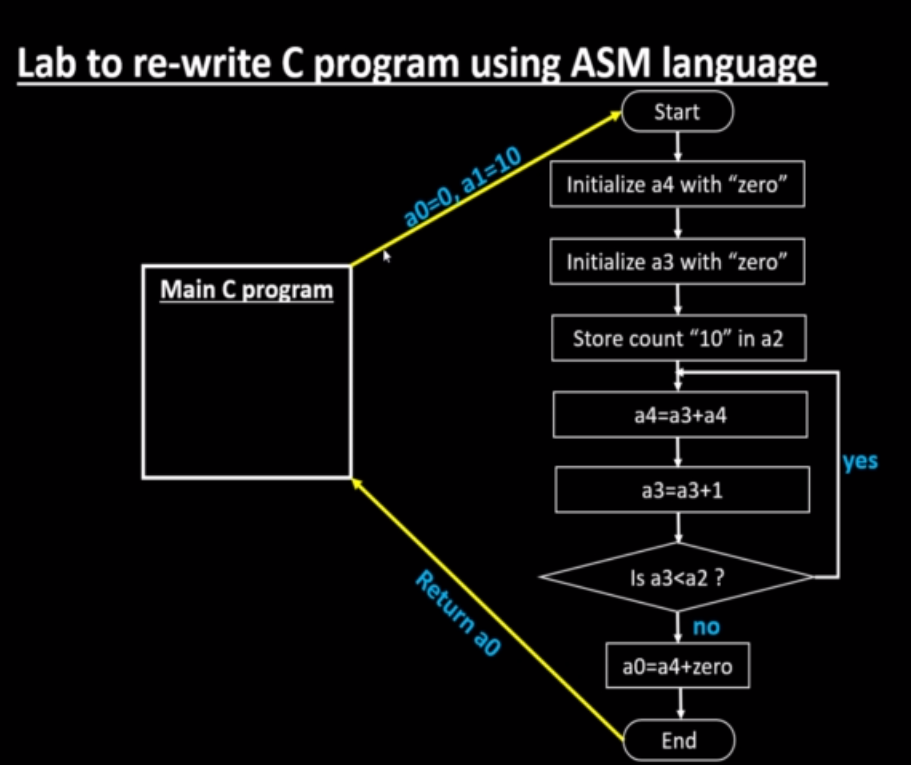 Lab to re-write C program using ASM language
Start
a0=0, a1=10
Initialize a4 with “zero”
Initialize a3 with “zero”
Main C program
Store count “10” in a2
a4=a3+a4
yes
a3=a3+1
Is a3<a2 ?
no
Return a0
a0=a4+zero
End